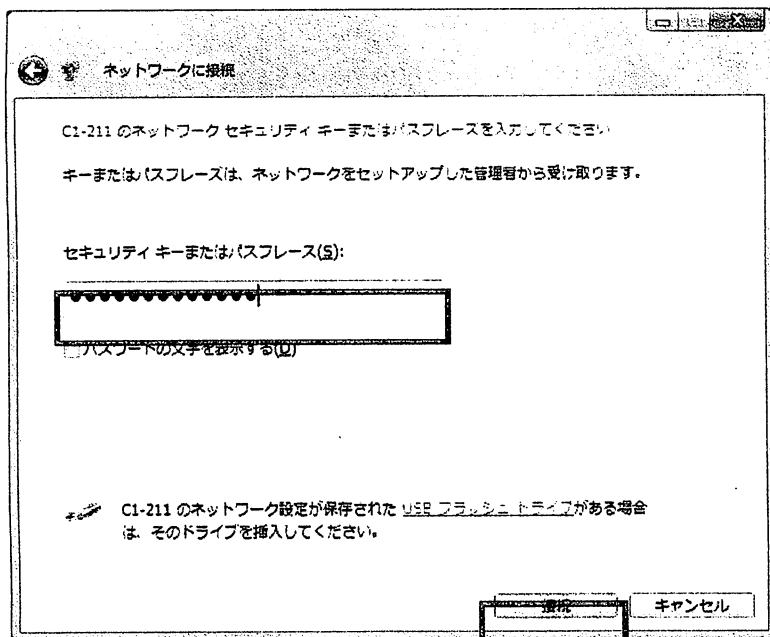 ネットワークに接続
C1-211 のネットワーク セキュリティ キーまたはパスフレーズを入力してください
キーまたはパスフレーズは、ネットワークをセットアップした管理者から受け取ります。
セキュリティ キーまたはパスフレーズ(S):
パスワードの文字を表示する(D)
C1-211 のネットワーク設定が保存された USB フラッシュ ドライブがある場合
は、そのドライブを挿入してください。
接続 キャンセル